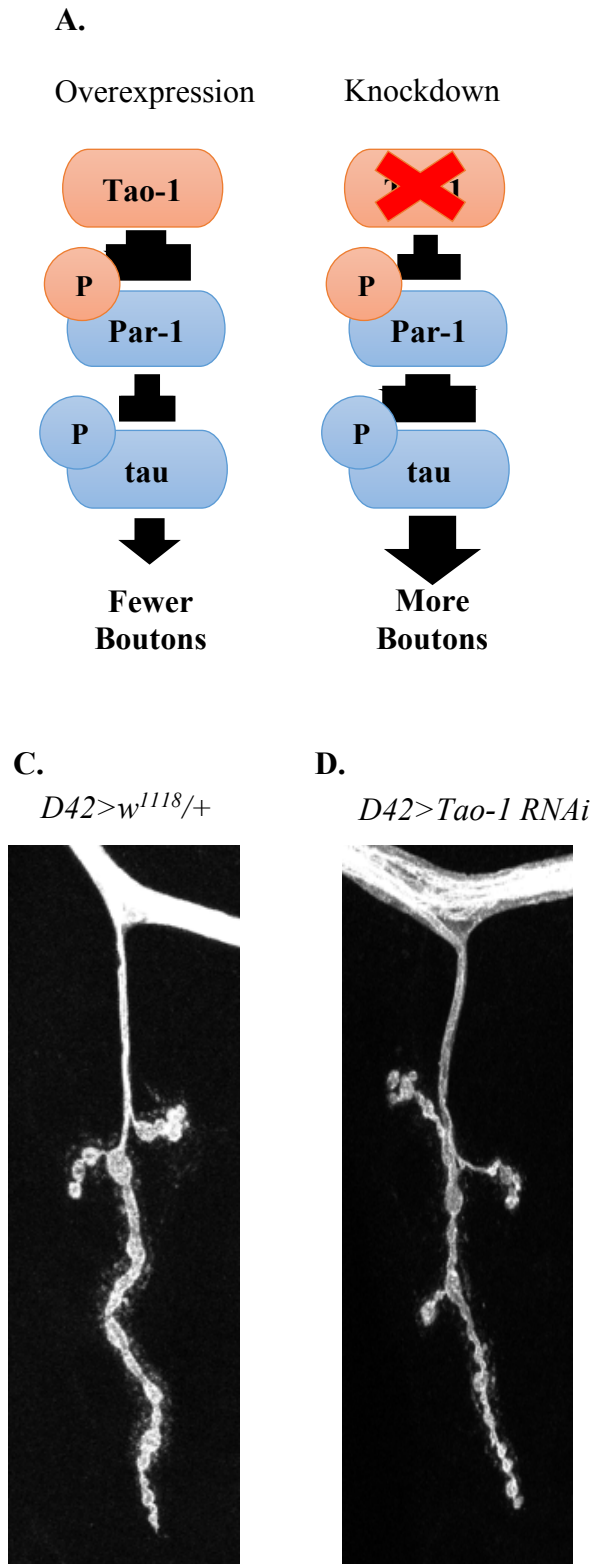 A.
Overexpression
Knockdown
Tao-1
P
Par-1
P
tau
Fewer
Boutons
P
Par-1
P
tau
More
Boutons
C.
D42>w1118/+
D.
D42>Tao-1 RNAi